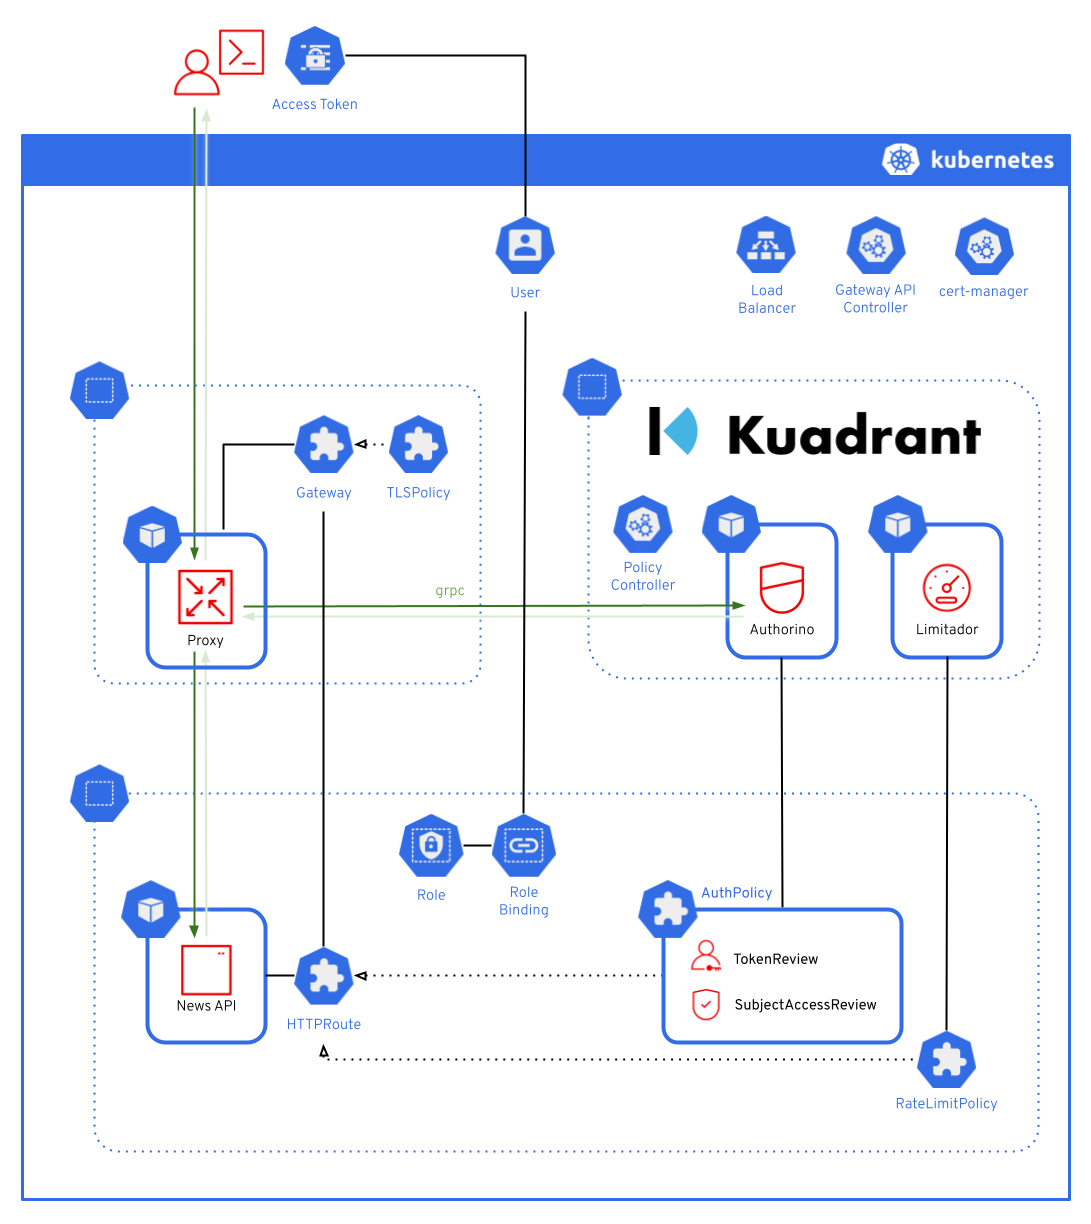 Access Token
kubernetes
User
Load
Balancer
Gateway API
Controller
cert-manager
Kuadrant
Gateway
TLSPolicy
Policy
Controller
grpc
Proxy
Authorino
Limitador
Role
Role
Binding
AuthPolicy
TokenReview
SubjectAccessReview
News API
HTTPRoute
RateLimitPolicy